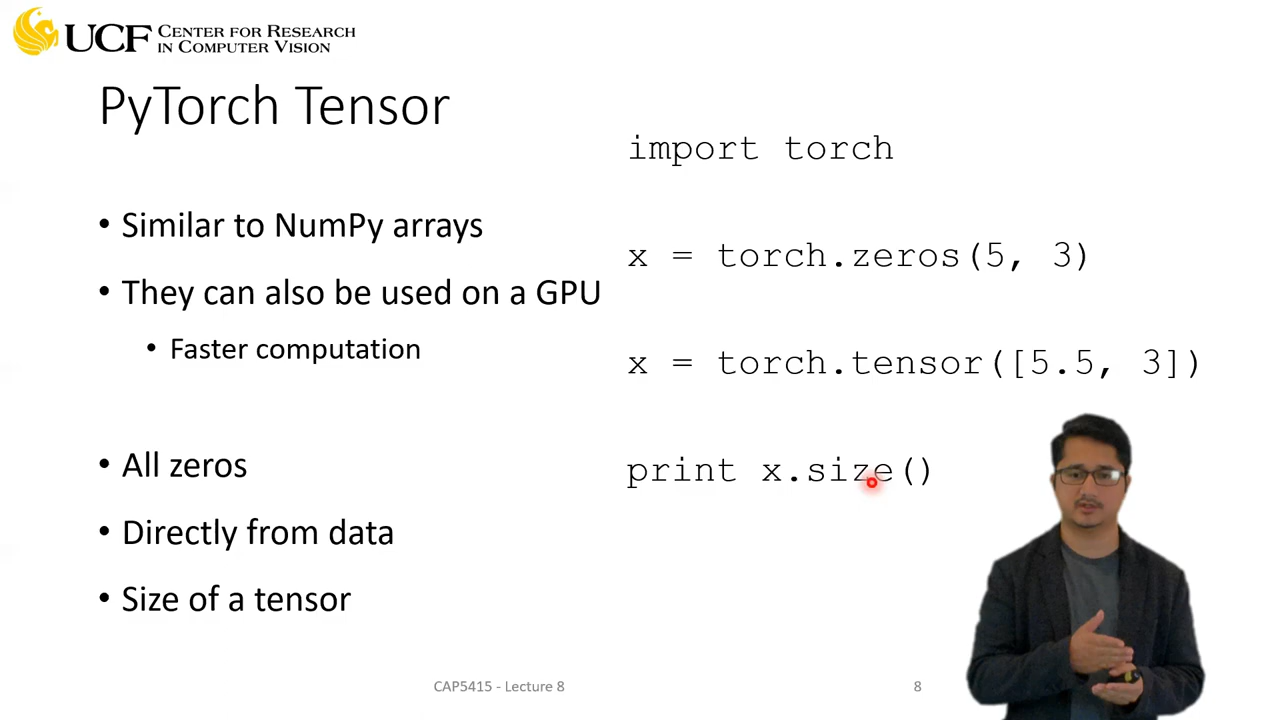 UCF CENTER FOR RESEARCH
IN COMPUTER VISION
PyTorch Tensor
• Similar to NumPy arrays
• They can also be used on a GPU
• Faster computation
• All zeros
• Directly from data
• Size of a tensor
import torch
x = torch.zeros(5, 3)
x = torch.tensor([5.5, 3])
print x.size()
CAP5415 - Lecture 8
8